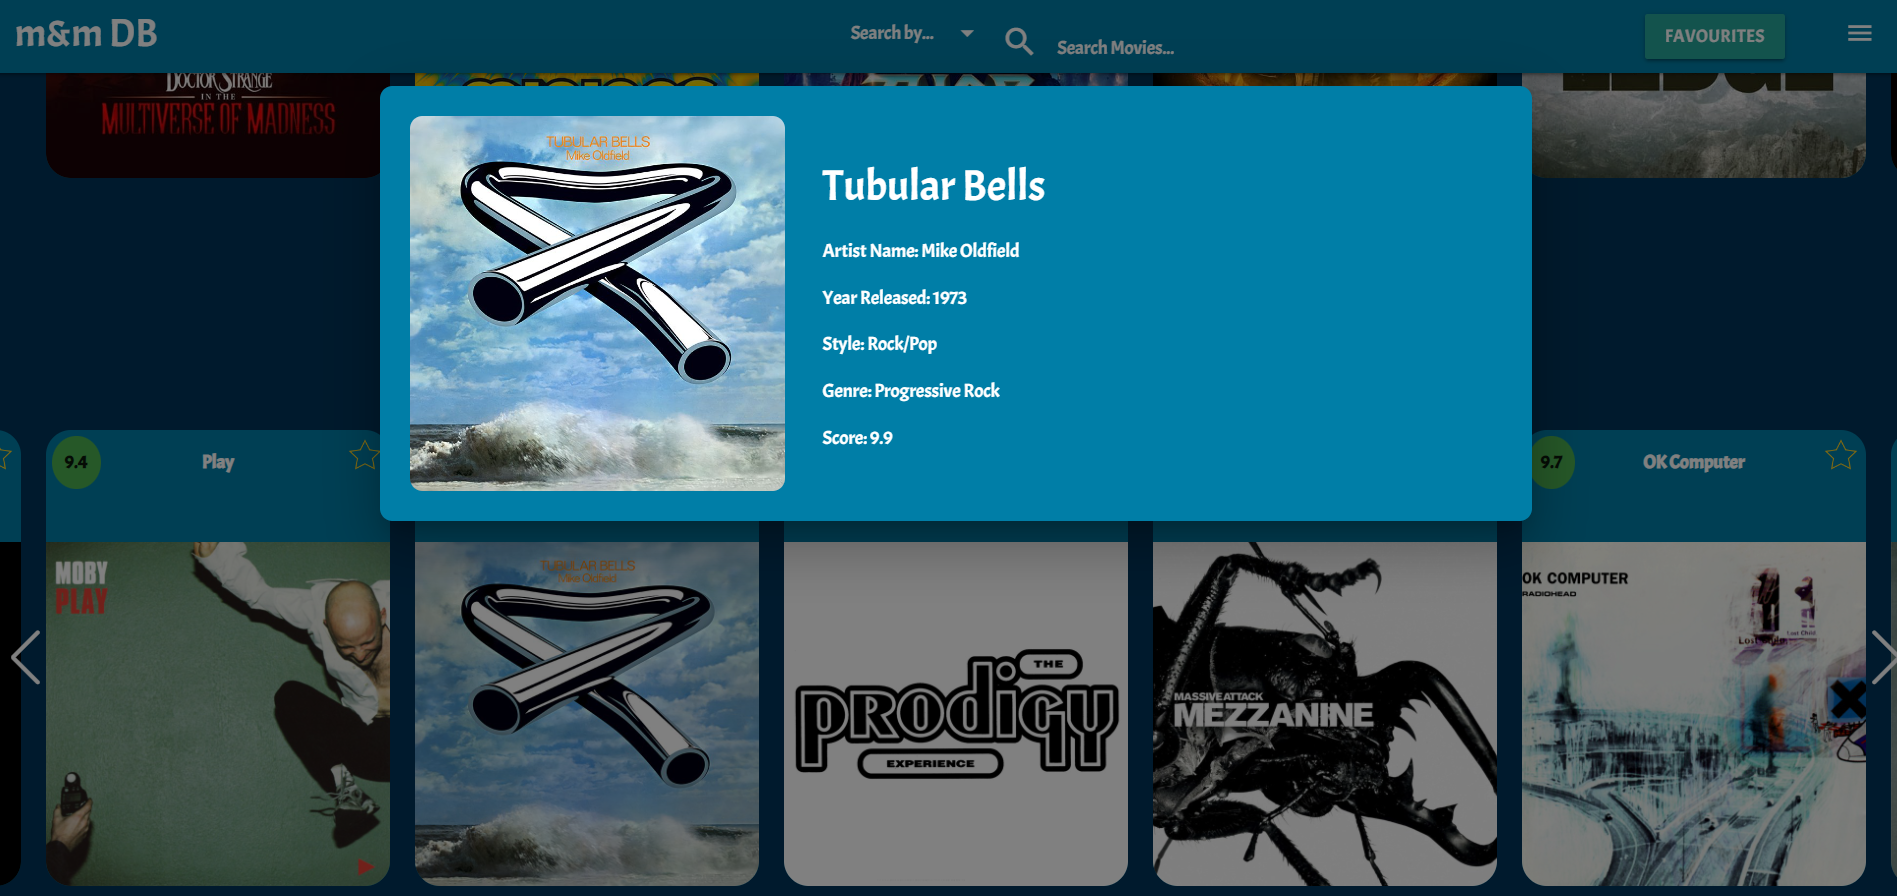 m&m DB
Search by...
Search Movies...
FAVOURITES
DOCTOR STRANGE
IN THE
MULTIVERSE OF MADNESS
TUBULAR BELLS
Mike Oldfield
Tubular Bells
Artist Name: Mike Oldfield
Year Released: 1973
Style: Rock/Pop
Genre: Progressive Rock
Score: 9.9
9.4
Play
9.7
OK Computer
MOBY
PLAY
TUBULAR BELLS
Mike Oldfield
THE
prodigy
EXPERIENCE
MASSIVE ATTACK
MEZZANINE
OK COMPUTER
RADIOHEAD
Lost Child